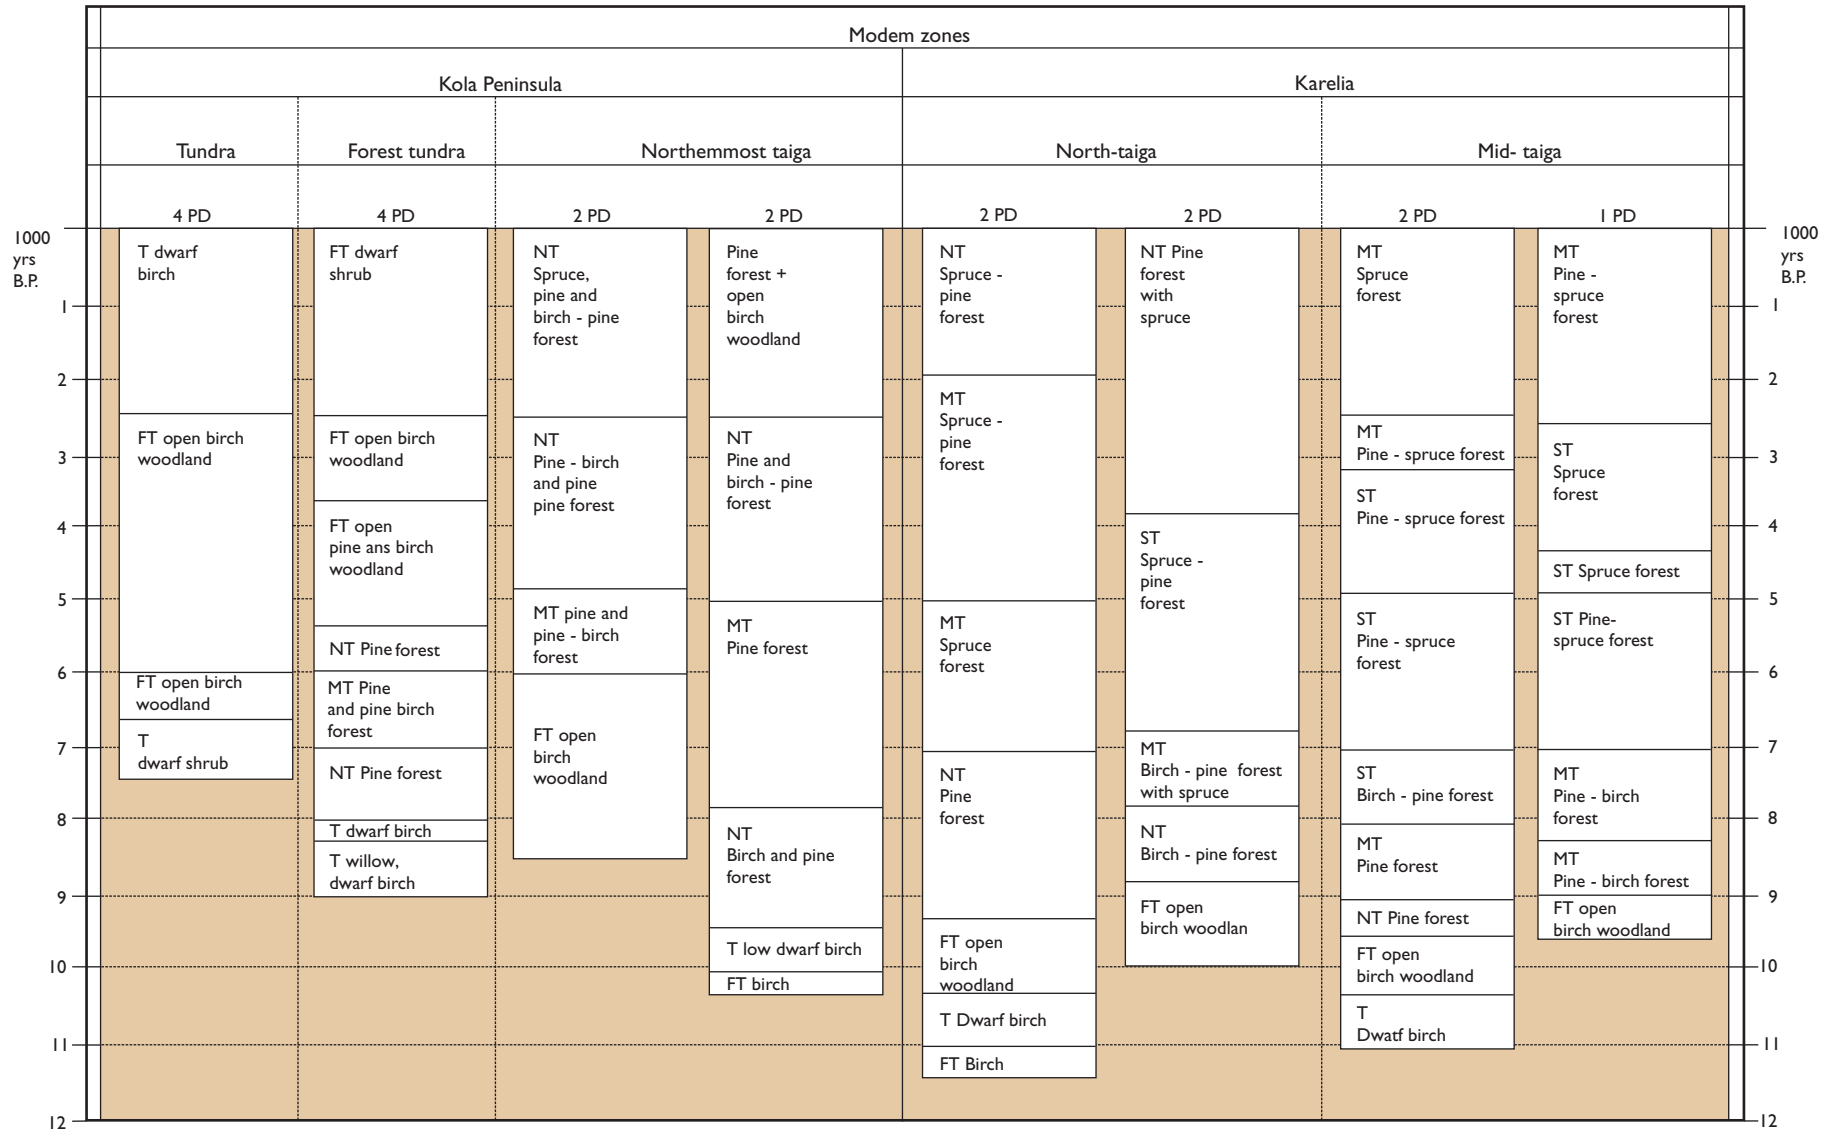 Modem zones
Kola Peninsula
Karelia
Tundra
Forest tundra
Northemmost taiga
North-taiga
Mid- taiga
4 PD
4 PD
2 PD
2 PD
2 PD
2 PD
2 PD
1 PD
1000
yrs
B.P.
1
2
3
4
5
6
7
8
9
10
11
12
T dwarf
birch
FT open birch
woodland
FT open birch
woodland
T
dwarf shrub
FT dwarf
shrub
FT open birch
woodland
FT open
pine ans birch
woodland
NT Pine forest
MT Pine
and pine birch
forest
NT Pine forest
T dwarf birch
T willow,
dwarf birch
NT
Spruce,
pine and
birch - pine
forest
NT
Pine - birch
and pine
pine forest
MT pine and
pine - birch
forest
FT open
birch
woodland
Pine
forest +
open
birch
woodland
NT
Pine and
birch - pine
forest
MT
Pine forest
NT
Birch and pine
forest
T low dwarf birch
FT birch
NT
Spruce -
pine
forest
MT
Spruce -
pine
forest
MT
Spruce
forest
NT
Pine
forest
FT open
birch
woodland
T Dwarf birch
FT Birch
NT Pine
forest
with
spruce
ST
Spruce -
pine
forest
MT
Birch - pine forest
with spruce
NT
Birch - pine forest
FT open
birch woodlan
MT
Spruce
forest
MT
Pine - spruce forest
ST
Pine - spruce forest
ST
Pine - spruce
forest
ST
Birch - pine forest
MT
Pine forest
NT Pine forest
FT open
birch woodland
T
Dwatf birch
MT
Pine -
spruce
forest
ST
Spruce
forest
ST Spruce forest
ST Pine-
spruce forest
MT
Pine - birch
forest
MT
Pine - birch forest
FT open
birch woodland
1000
yrs
B.P.
1
2
3
4
5
6
7
8
9
10
11
12